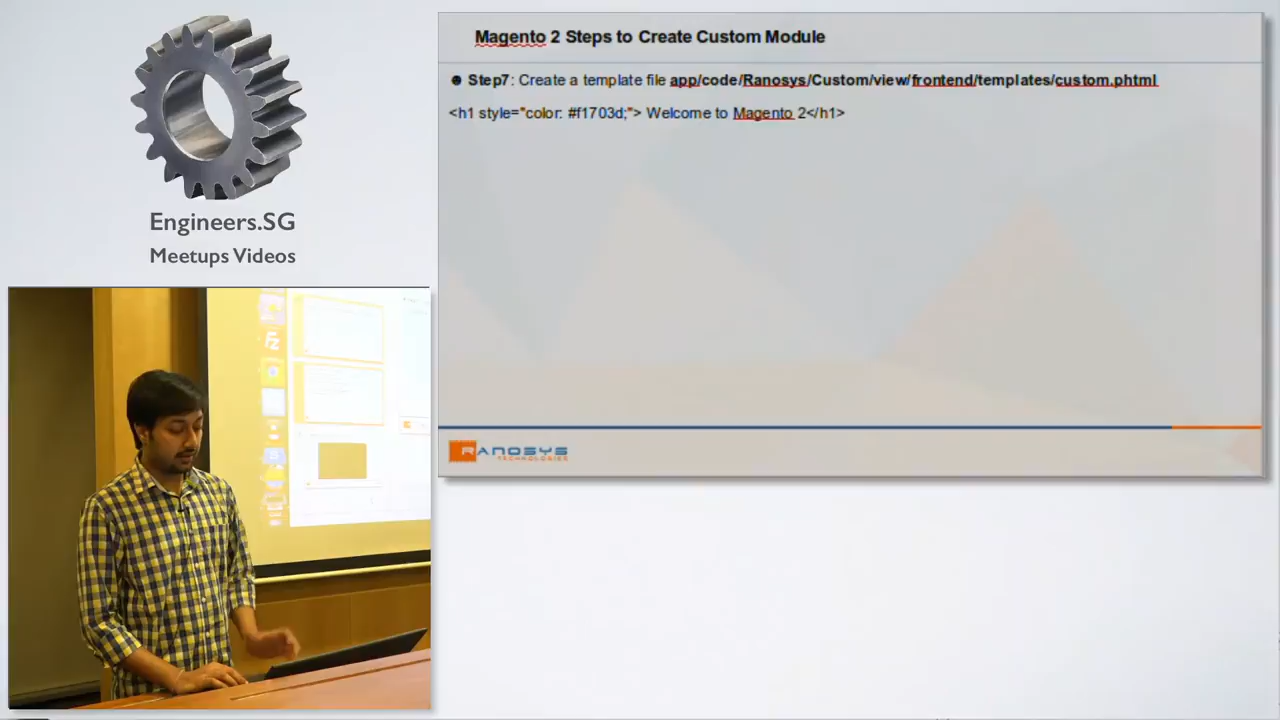 Engineers.SG
Meetups Videos
Magento 2 Steps to Create Custom Module
☻ Step7: Create a template file app/code/Ranosys/Custom/view/frontend/templates/custom.phtml
<h1 style="color: #f1703d;"> Welcome to Magento 2</h1>
RANOSYS
TECHNOLOGIES